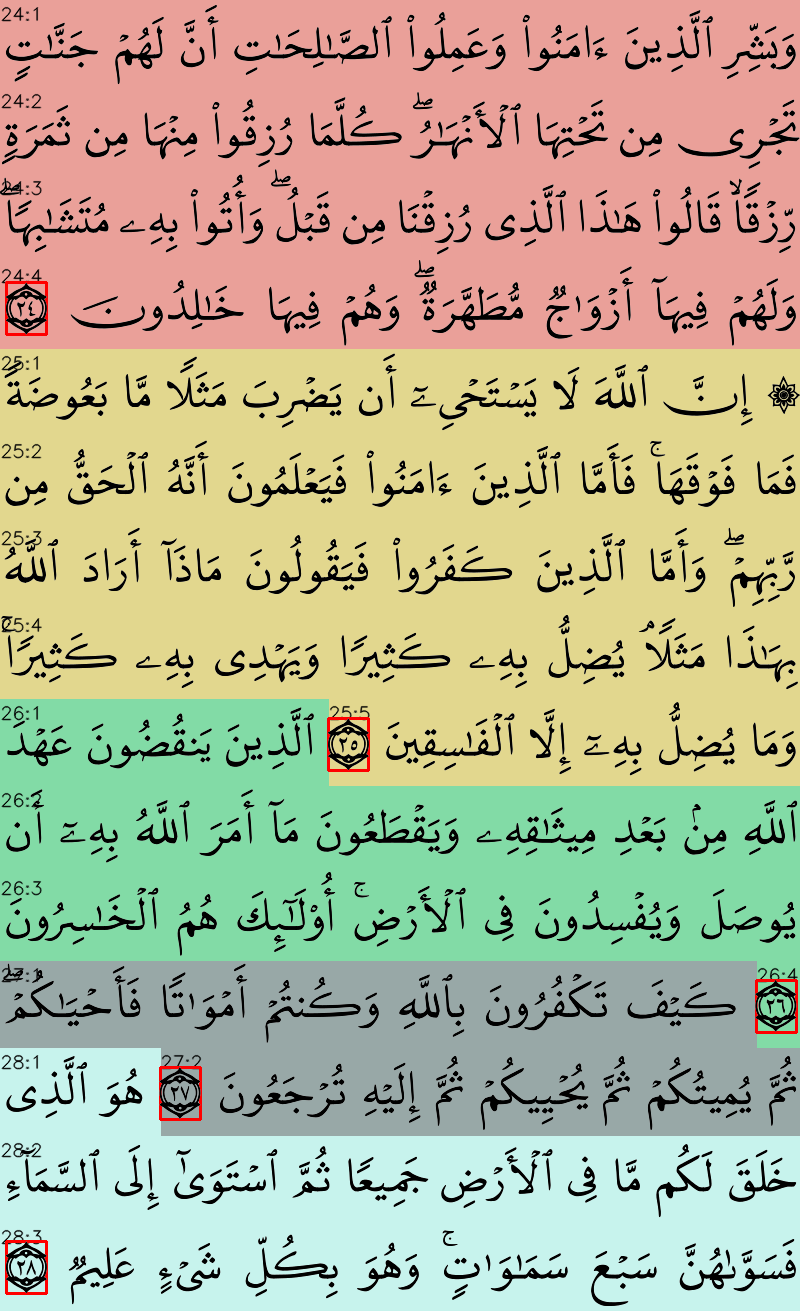 24:1
وَبَشِّرِ ٱلَّذِينَ ءَامَنُوا۟ وَعَمِلُوا۟ ٱلصَّـٰلِحَـٰتِ أَنَّ لَهُمْ جَنَّـٰتٍ
24:2
تَجْرِى مِن تَحْتِهَا ٱلْأَنْهَـٰرُ ۖ كُلَّمَا رُزِقُوا۟ مِنْهَا مِن ثَمَرَةٍ
24:3
رِّزْقًا ۙ قَالُوا۟ هَـٰذَا ٱلَّذِى رُزِقْنَا مِن قَبْلُ ۖ وَأُتُوا۟ بِهِۦ مُتَشَـٰبِهًا ۖ
24:4
وَلَهُمْ فِيهَآ أَزْوَٰجٌ مُّطَهَّرَةٌ ۖ وَهُمْ فِيهَا خَـٰلِدُونَ ٢٤
25:1
۞ إِنَّ ٱللَّهَ لَا يَسْتَحْىِۦٓ أَن يَضْرِبَ مَثَلًا مَّا بَعُوضَةً
25:2
فَمَا فَوْقَهَا ۚ فَأَمَّا ٱلَّذِينَ ءَامَنُوا۟ فَيَعْلَمُونَ أَنَّهُ ٱلْحَقُّ مِن
25:3
رَّبِّهِمْ ۖ وَأَمَّا ٱلَّذِينَ كَفَرُوا۟ فَيَقُولُونَ مَاذَآ أَرَادَ ٱللَّهُ
25:4
بِهَـٰذَا مَثَلًا ۘ يُضِلُّ بِهِۦ كَثِيرًا وَيَهْدِى بِهِۦ كَثِيرًا ۚ
25:5
وَمَا يُضِلُّ بِهِۦٓ إِلَّا ٱلْفَـٰسِقِينَ ٢٥ ٱلَّذِينَ يَنقُضُونَ عَهْدَ
26:1
26:2
ٱللَّهِ مِنۢ بَعْدِ مِيثَـٰقِهِۦ وَيَقْطَعُونَ مَآ أَمَرَ ٱللَّهُ بِهِۦٓ أَن
26:3
يُوصَلَ وَيُفْسِدُونَ فِى ٱلْأَرْضِ ۚ أُو۟لَـٰٓئِكَ هُمُ ٱلْخَـٰسِرُونَ
26:4
٢٦ كَيْفَ تَكْفُرُونَ بِٱللَّهِ وَكُنتُمْ أَمْوَٰتًا فَأَحْيَـٰكُمْ ۖ
27:1
27:2
ثُمَّ يُمِيتُكُمْ ثُمَّ يُحْيِيكُمْ ثُمَّ إِلَيْهِ تُرْجَعُونَ ٢٧ هُوَ ٱلَّذِى
28:1
28:2
خَلَقَ لَكُم مَّا فِى ٱلْأَرْضِ جَمِيعًا ثُمَّ ٱسْتَوَىٰٓ إِلَى ٱلسَّمَآءِ
28:3
فَسَوَّىٰهُنَّ سَبْعَ سَمَـٰوَٰتٍ ۚ وَهُوَ بِكُلِّ شَىْءٍ عَلِيمٌ ٢٨